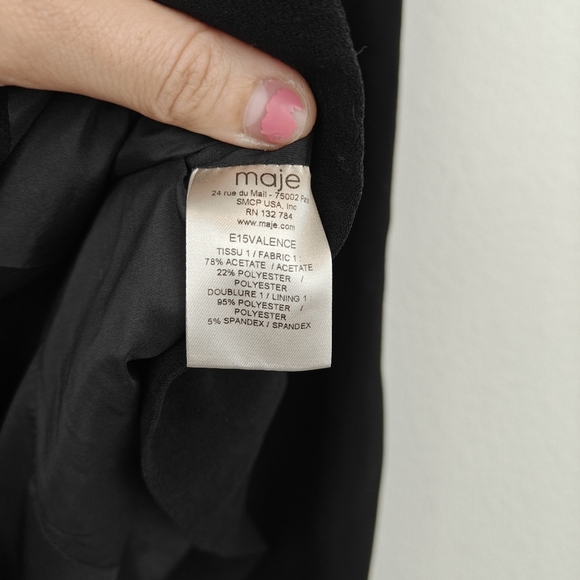 maje
24 rue du Mail - 75002 Paris
SMCP USA, Inc
RN 132 784
www.maje.com
E15VALENCE
TISSU 1 / FABRIC 1 :
78% ACETATE / ACETATE
22% POLYESTER /
POLYESTER
DOUBLURE 1 / LINING 1
95% POLYESTER /
POLYESTER
5% SPANDEX / SPANDEX